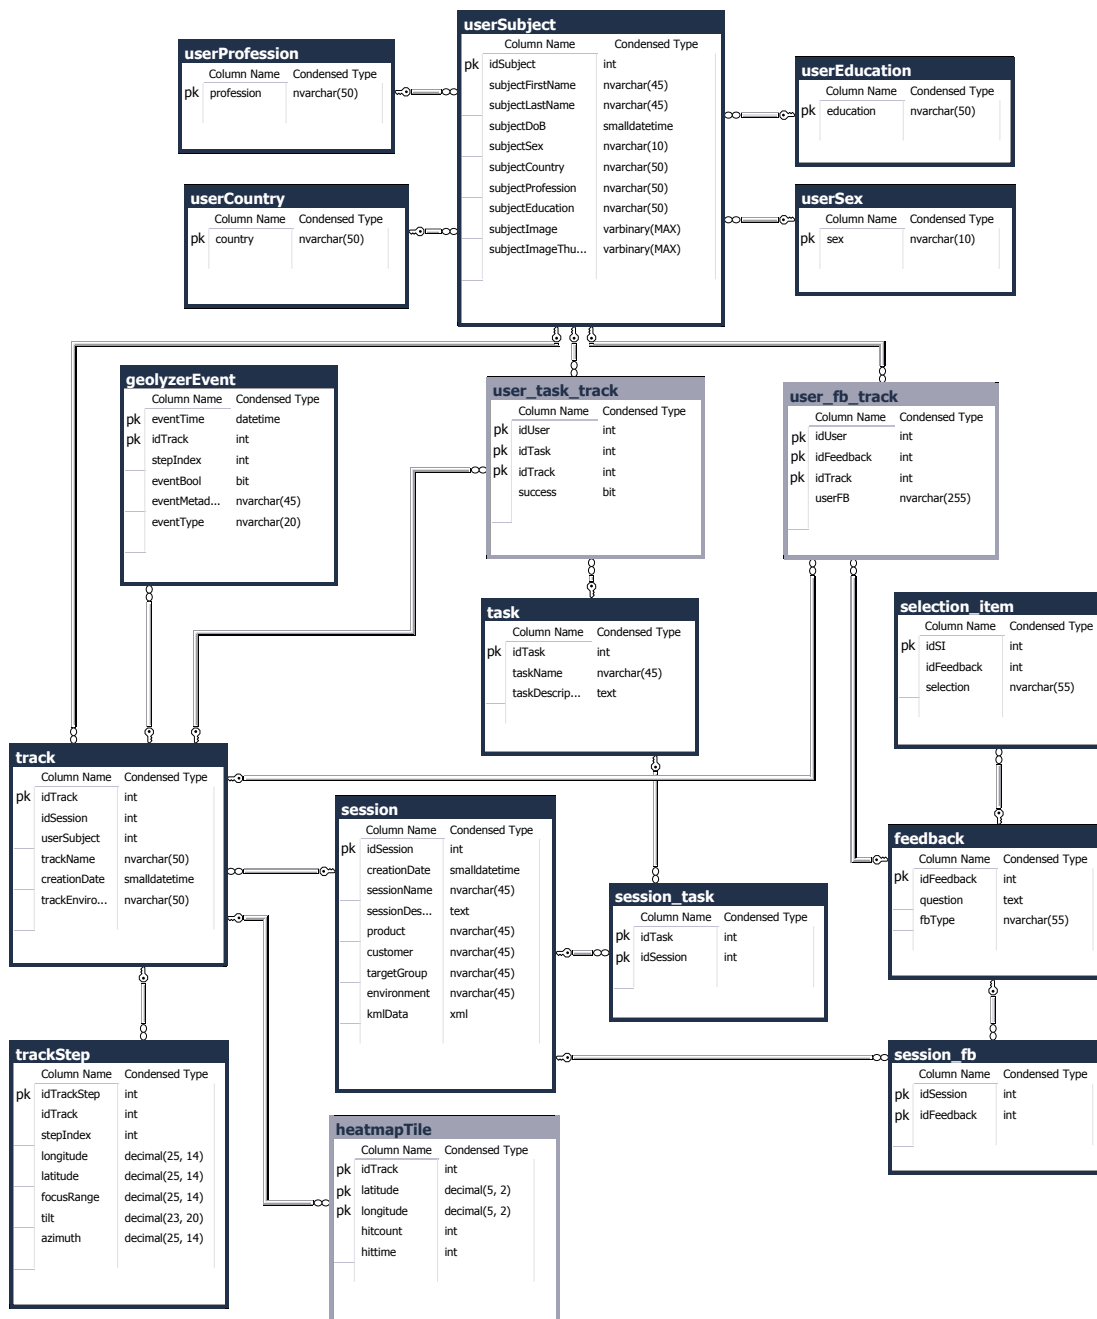 userSubject
Column Name Condensed Type
pk idSubject int
subjectFirstName nvarchar(45)
subjectLastName nvarchar(45)
subjectDoB smalldatetime
subjectSex nvarchar(10)
subjectCountry nvarchar(50)
subjectProfession nvarchar(50)
subjectEducation nvarchar(50)
subjectImage varbinary(MAX)
subjectImageThu... varbinary(MAX)
userProfession
Column Name Condensed Type
pk profession nvarchar(50)
userEducation
Column Name Condensed Type
pk education nvarchar(50)
userCountry
Column Name Condensed Type
pk country nvarchar(50)
userSex
Column Name Condensed Type
pk sex nvarchar(10)
geolyzerEvent
Column Name Condensed Type
pk eventTime datetime
pk idTrack int
stepIndex int
eventBool bit
eventMetad... nvarchar(45)
eventType nvarchar(20)
user_task_track
Column Name Condensed Type
pk idUser int
pk idTask int
pk idTrack int
success bit
user_fb_track
Column Name Condensed Type
pk idUser int
pk idFeedback int
pk idTrack int
userFB nvarchar(255)
task
Column Name Condensed Type
pk idTask int
taskName nvarchar(45)
taskDescrip... text
selection_item
Column Name Condensed Type
pk idSI int
idFeedback int
selection nvarchar(55)
track
Column Name Condensed Type
pk idTrack int
idSession int
userSubject int
trackName nvarchar(50)
creationDate smalldatetime
trackEnviro... nvarchar(50)
session
Column Name Condensed Type
pk idSession int
creationDate smalldatetime
sessionName nvarchar(45)
sessionDes... text
product nvarchar(45)
customer nvarchar(45)
targetGroup nvarchar(45)
environment nvarchar(45)
kmlData xml
feedback
Column Name Condensed Type
pk idFeedback int
question text
fbType nvarchar(55)
session_task
Column Name Condensed Type
pk idTask int
pk idSession int
trackStep
Column Name Condensed Type
pk idTrackStep int
idTrack int
stepIndex int
longitude decimal(25, 14)
latitude decimal(25, 14)
focusRange decimal(25, 14)
tilt decimal(23, 20)
azimuth decimal(25, 14)
session_fb
Column Name Condensed Type
pk idSession int
pk idFeedback int
heatmapTile
Column Name Condensed Type
pk idTrack int
pk latitude decimal(5, 2)
pk longitude decimal(5, 2)
hitcount int
hittime int